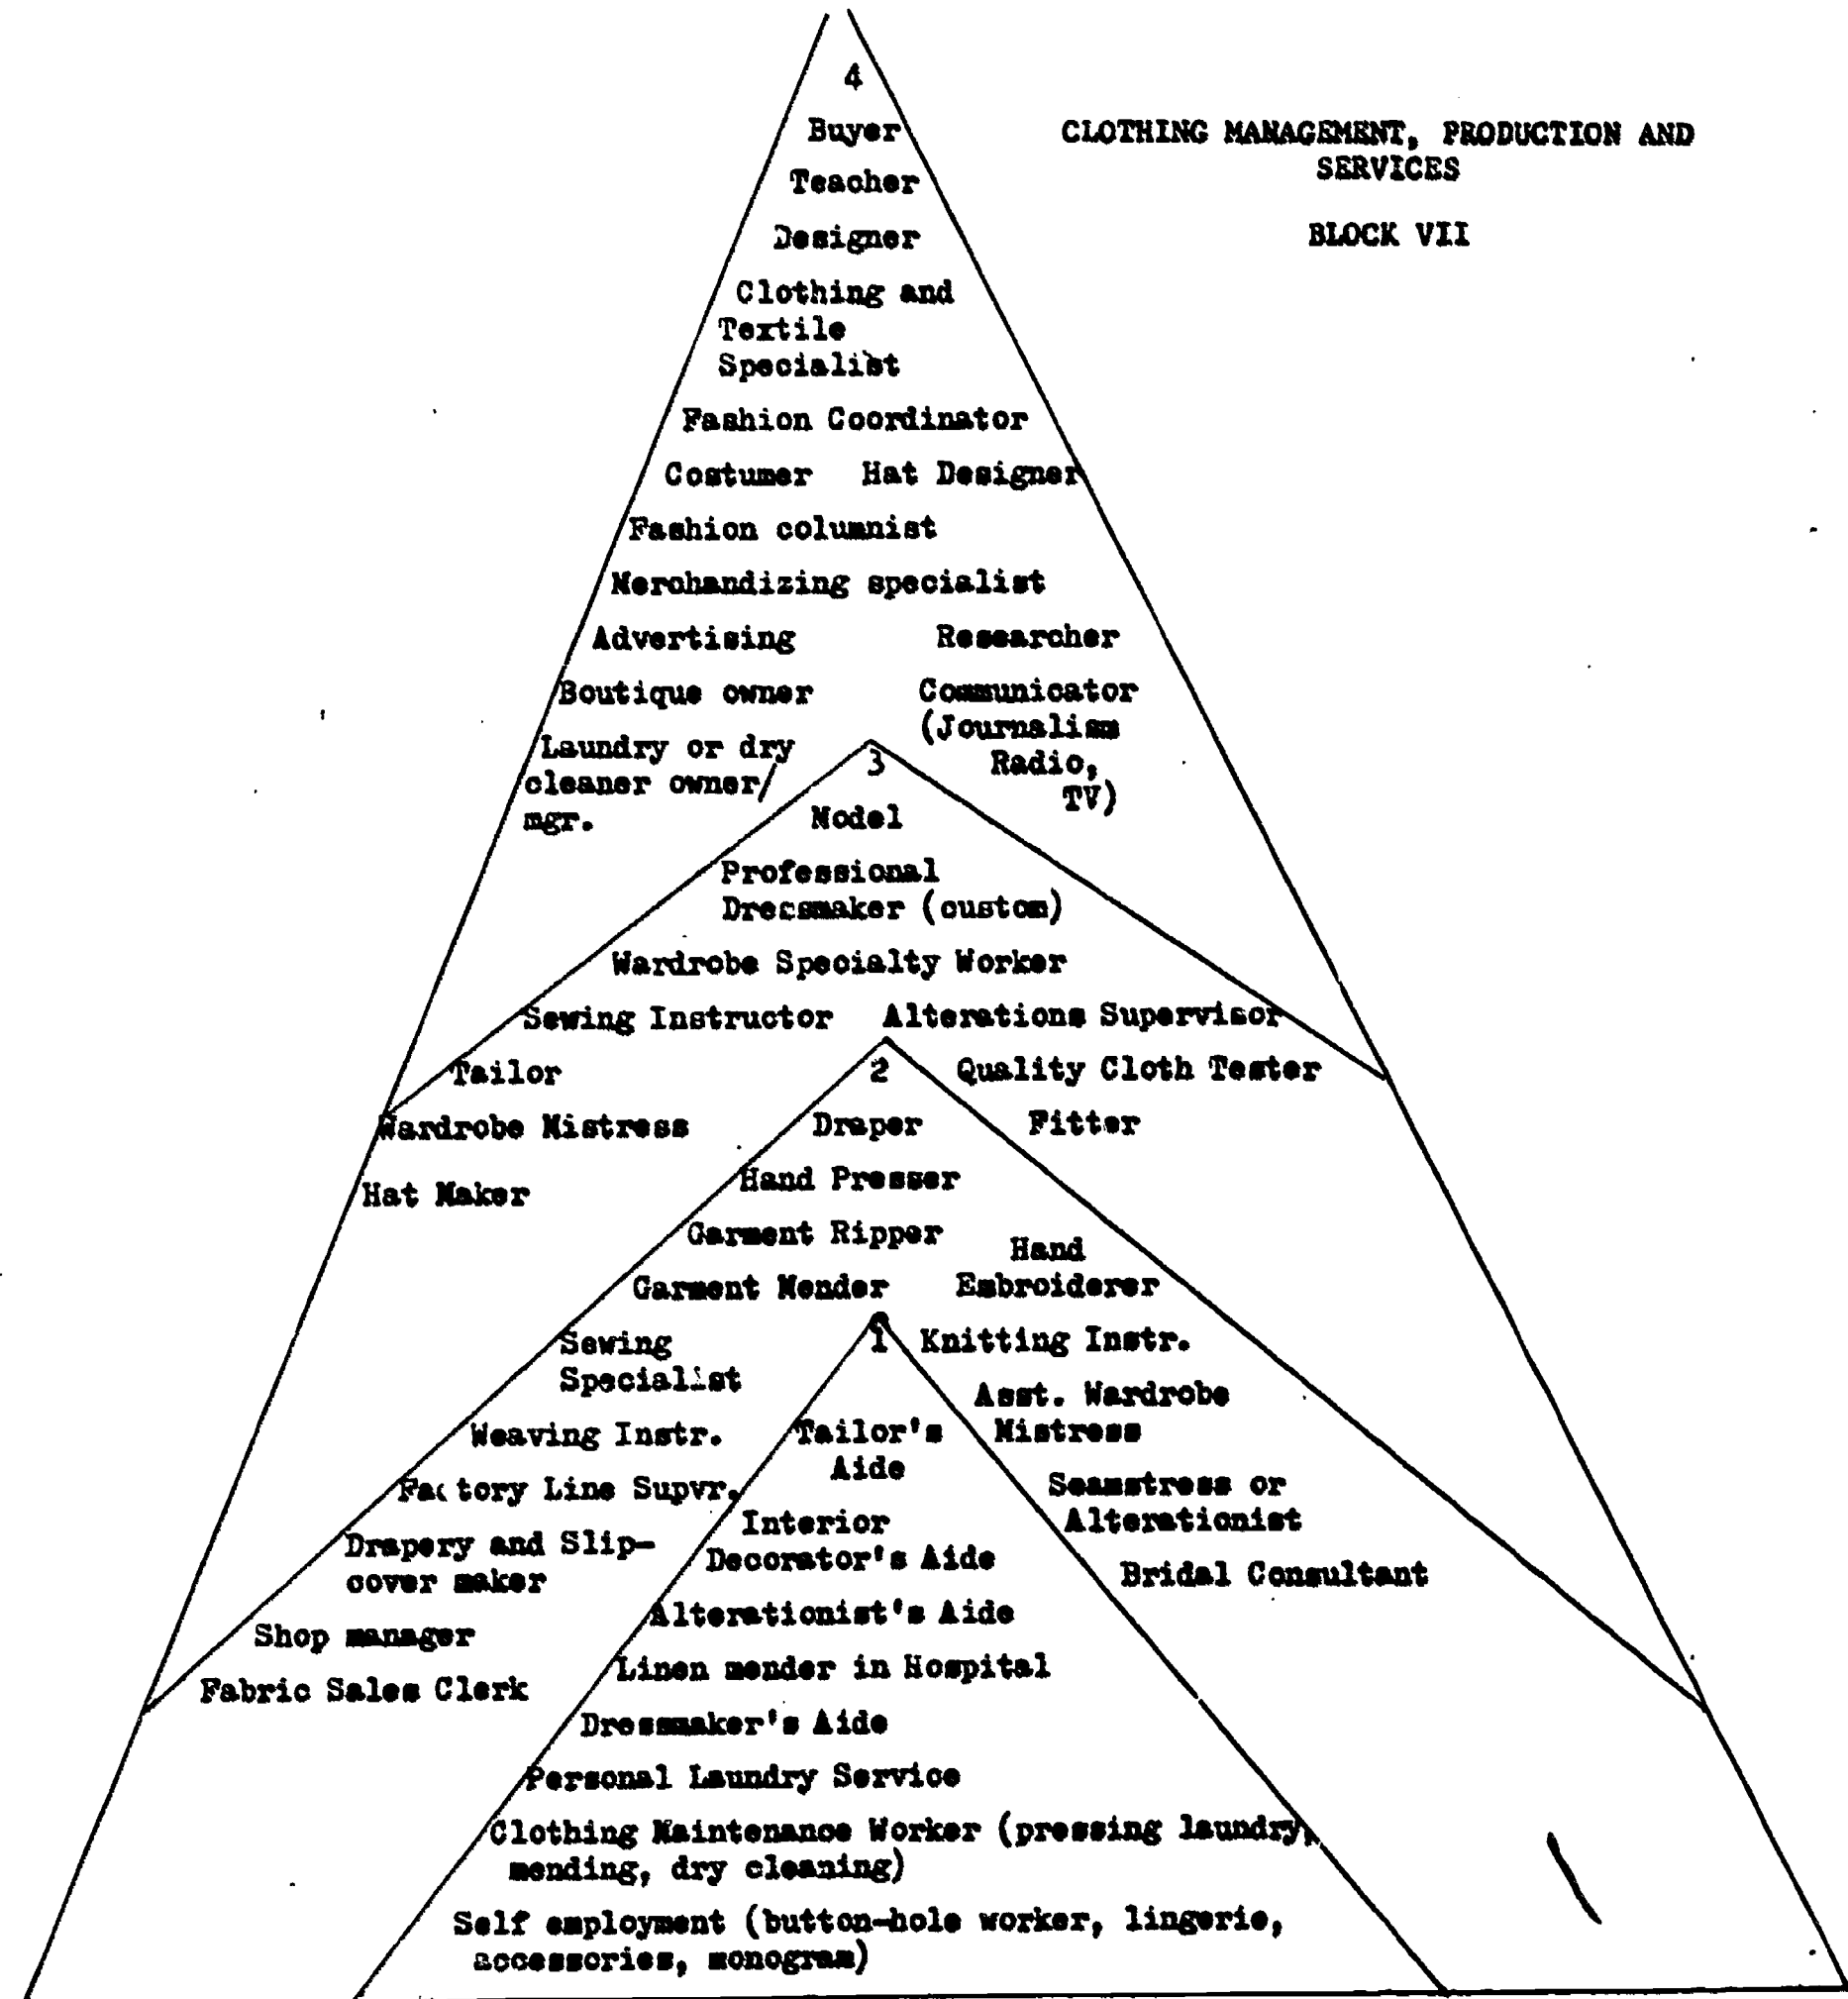 4
CLOTHING MANAGEMENT, PRODUCTION AND
SERVICES
BLOCK VII
Buyer
Teacher
Designer
Clothing and
Textile
Specialist
Fashion Coordinator
Costumer Hat Designer
Fashion columnist
Merchandizing specialist
Advertising Researcher
Boutique owner Communicator
(Journalism
Radio,
TV)
Laundry or dry
cleaner owner/
mgr.
3
Model
Professional
Dressmaker (custom)
Wardrobe Specialty Worker
Sewing Instructor Alterations Supervisor
Tailor Quality Cloth Tester
Wardrobe Mistress Fitter
Hat Maker
2
Draper
Hand Presser
Garment Ripper
Hand
Embroiderer
Garment Mender
Knitting Instr.
Sewing
Specialist
Asst. Wardrobe
Mistress
Weaving Instr.
Seamstress or
Alterationist
Factory Line Supvr.
Drapery and Slip-
cover maker
Bridal Consultant
Shop manager
Fabric Sales Clerk
1
Tailor's
Aide
Interior
Decorator's Aide
Alterationist's Aide
Linen mender in Hospital
Dressmaker's Aide
Personal Laundry Service
Clothing Maintenance Worker (pressing laundry,
mending, dry cleaning)
Self employment (button-hole worker, lingerie,
accessories, monogram)